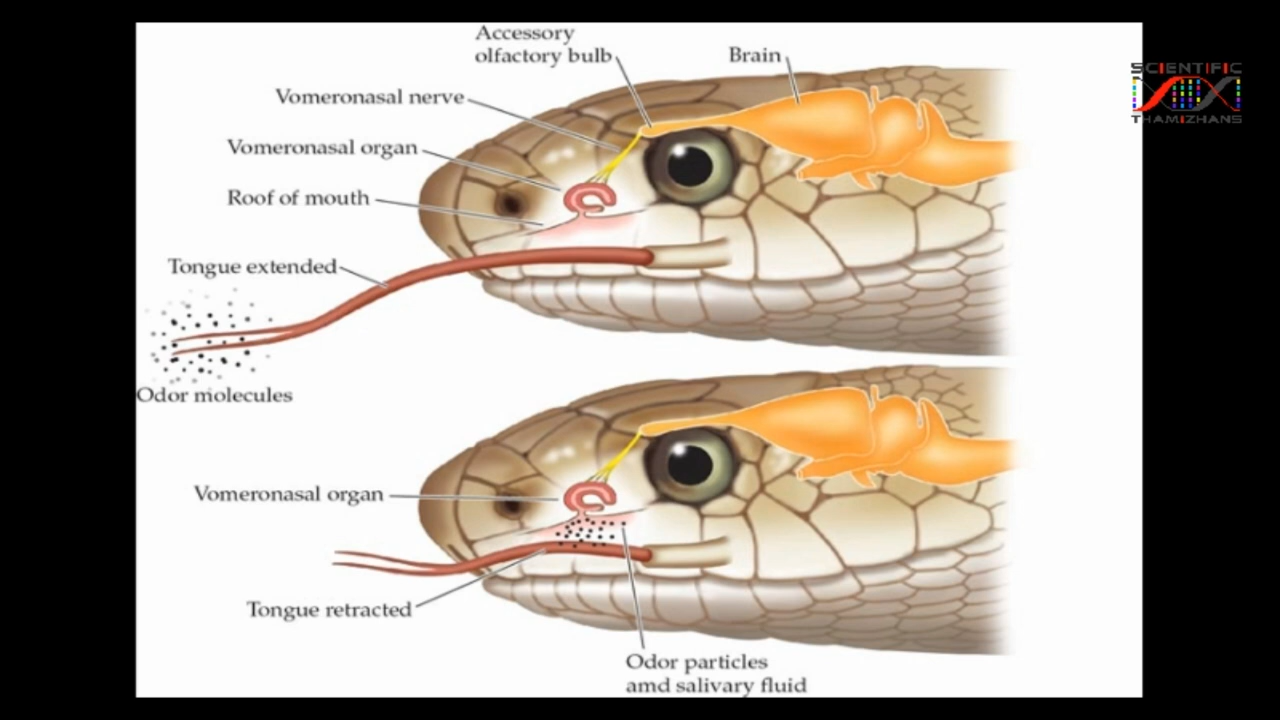 Accessory
olfactory bulb
Brain
SCIENTIFIC
THAMIZHANS
Vomeronasal nerve
Vomeronasal organ
Roof of mouth
Tongue extended
Odor molecules
Vomeronasal organ
Tongue retracted
Odor particles
amd salivary fluid